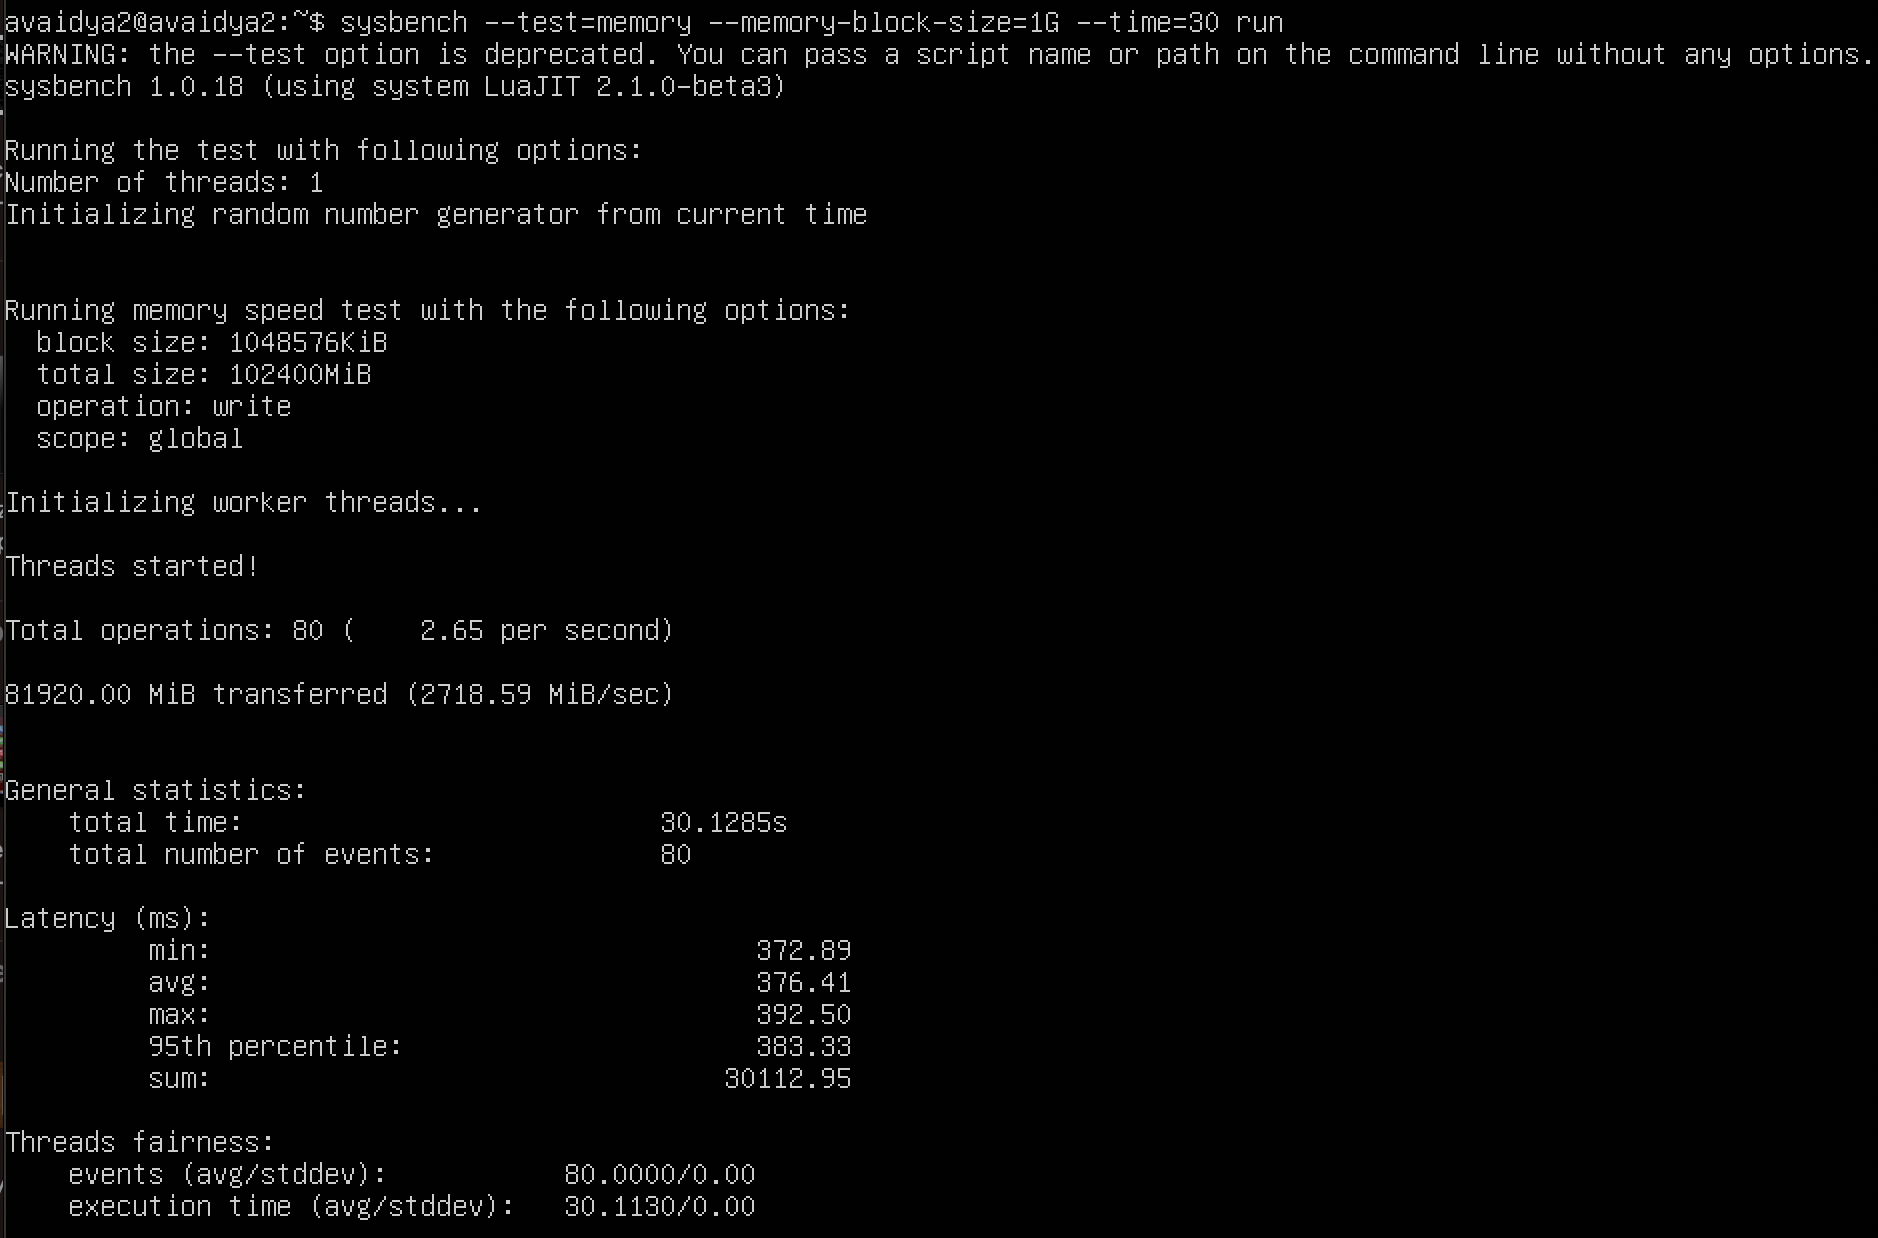 avaidya2@avaidya2:~$ sysbench --test=memory --memory-block-size=1G --time=30 run
WARNING: the --test option is deprecated. You can pass a script name or path on the command line without any options.
sysbench 1.0.18 (using system LuaJIT 2.1.0-beta3)
Running the test with following options:
Number of threads: 1
Initializing random number generator from current time
Running memory speed test with the following options:
block size: 1048576KiB
total size: 102400MiB
operation: write
scope: global
Initializing worker threads...
Threads started!
Total operations: 80 (    2.65 per second)
81920.00 MiB transferred (2718.59 MiB/sec)
General statistics:
total time: 30.1285s
total number of events: 80
Latency (ms):
min: 372.89
avg: 376.41
max: 392.50
95th percentile: 383.33
sum: 30112.95
Threads fairness:
events (avg/stddev): 80.0000/0.00
execution time (avg/stddev): 30.1130/0.00